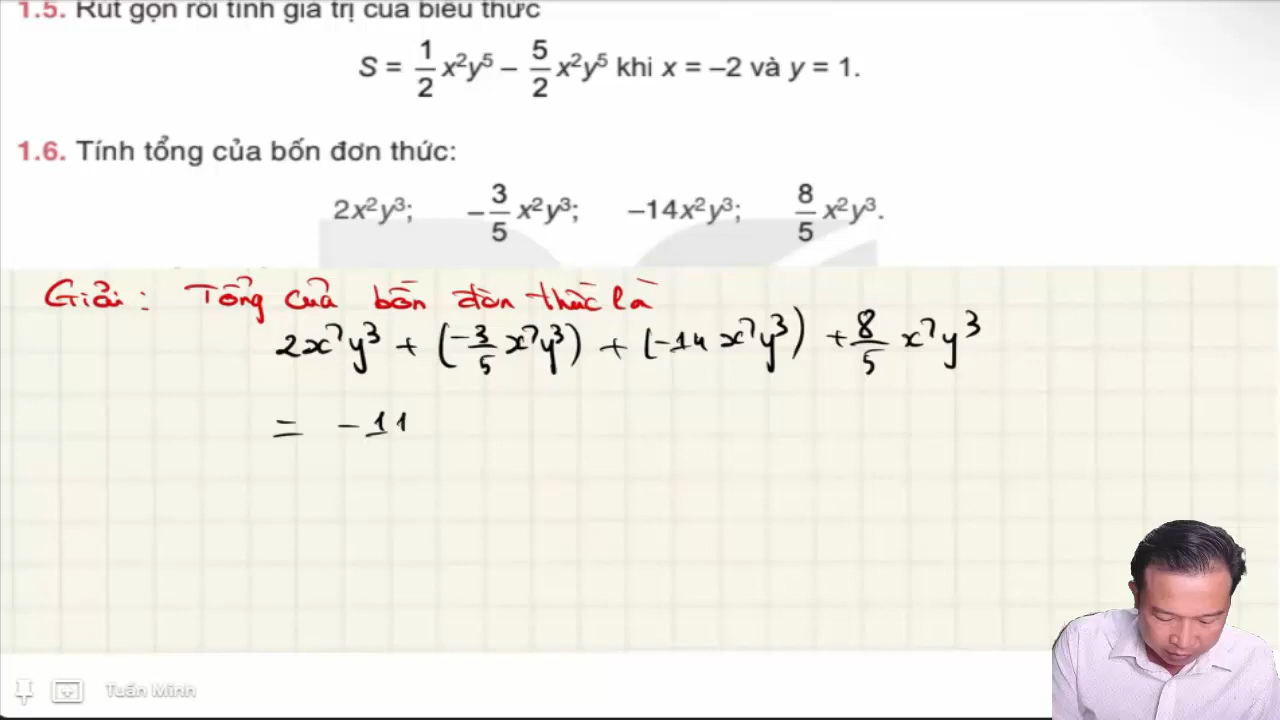 1.5. Rút gọn rồi tính giá trị của biểu thức
S = 1/2 x²y⁵ – 5/2 x²y⁵ khi x = –2 và y = 1.
1.6. Tính tổng của bốn đơn thức:
2x²y³; –3/5 x²y³; –14x²y³; 8/5 x²y³.
Giải: Tổng của bốn đơn thức là
2x²y³ + (-3/5 x²y³) + (-14 x²y³) + 8/5 x²y³
= -11
Tuấn Minh